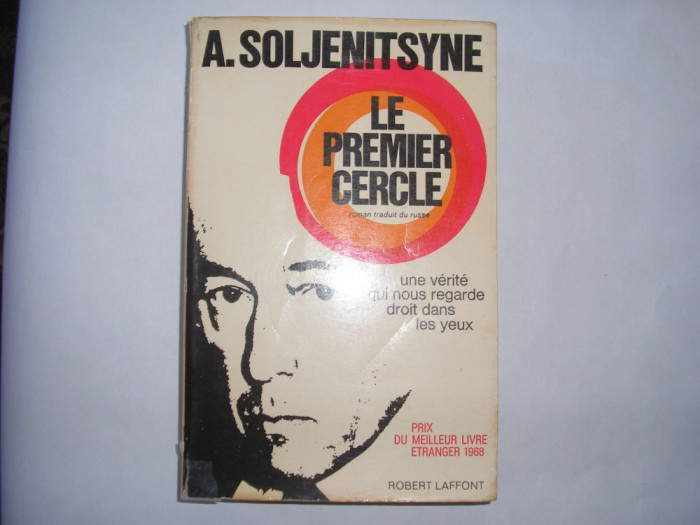 A. SOLJENITSYNE
LE
PREMIER
CERCLE
roman traduit du russe
une vérité
qui nous regarde
droit dans
les yeux
PRIX
DU MEILLEUR LIVRE
ETRANGER 1968
ROBERT LAFFONT